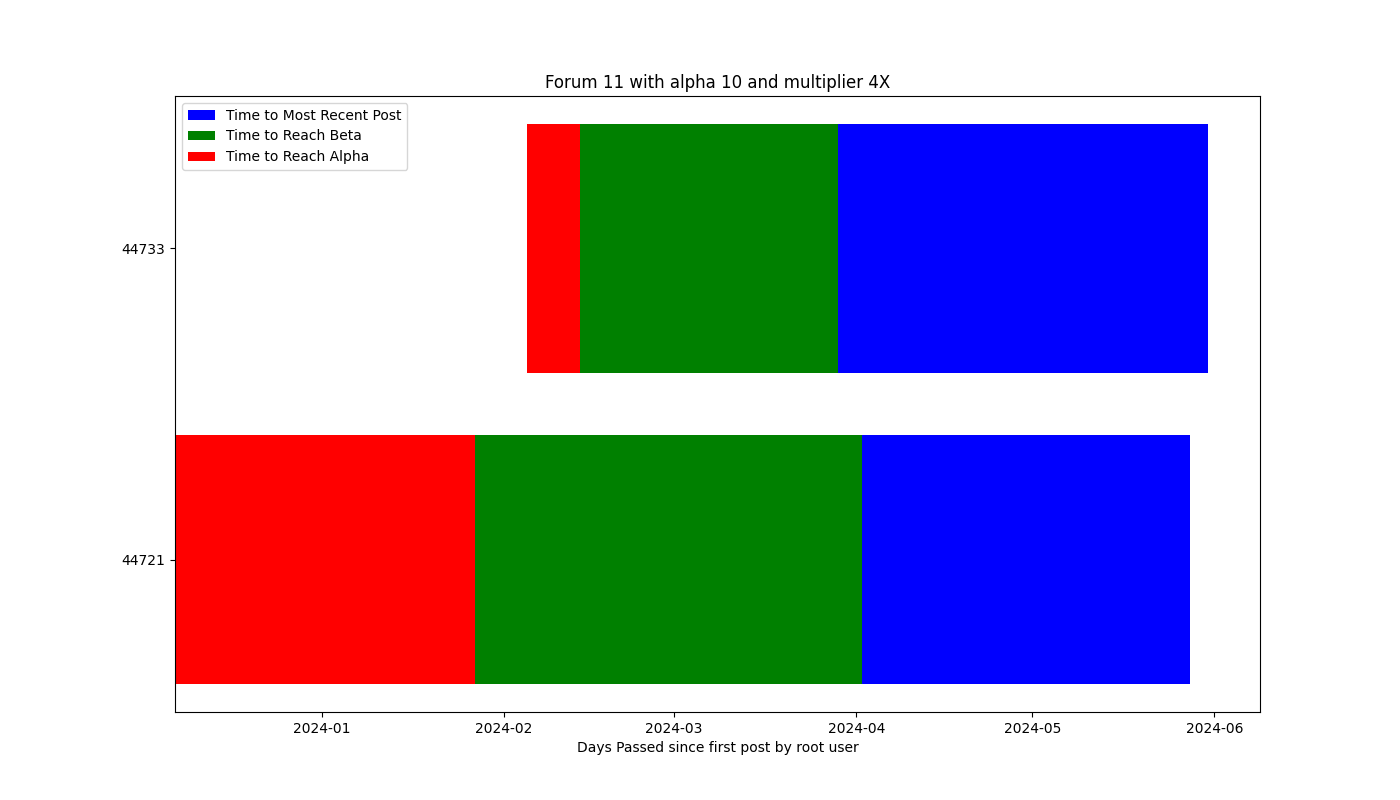 Forum 11 with alpha 10 and multiplier 4X
Time to Most Recent Post
Time to Reach Beta
Time to Reach Alpha
44733
44721
2024-01 2024-02 2024-03 2024-04 2024-05 2024-06
Days Passed since first post by root user